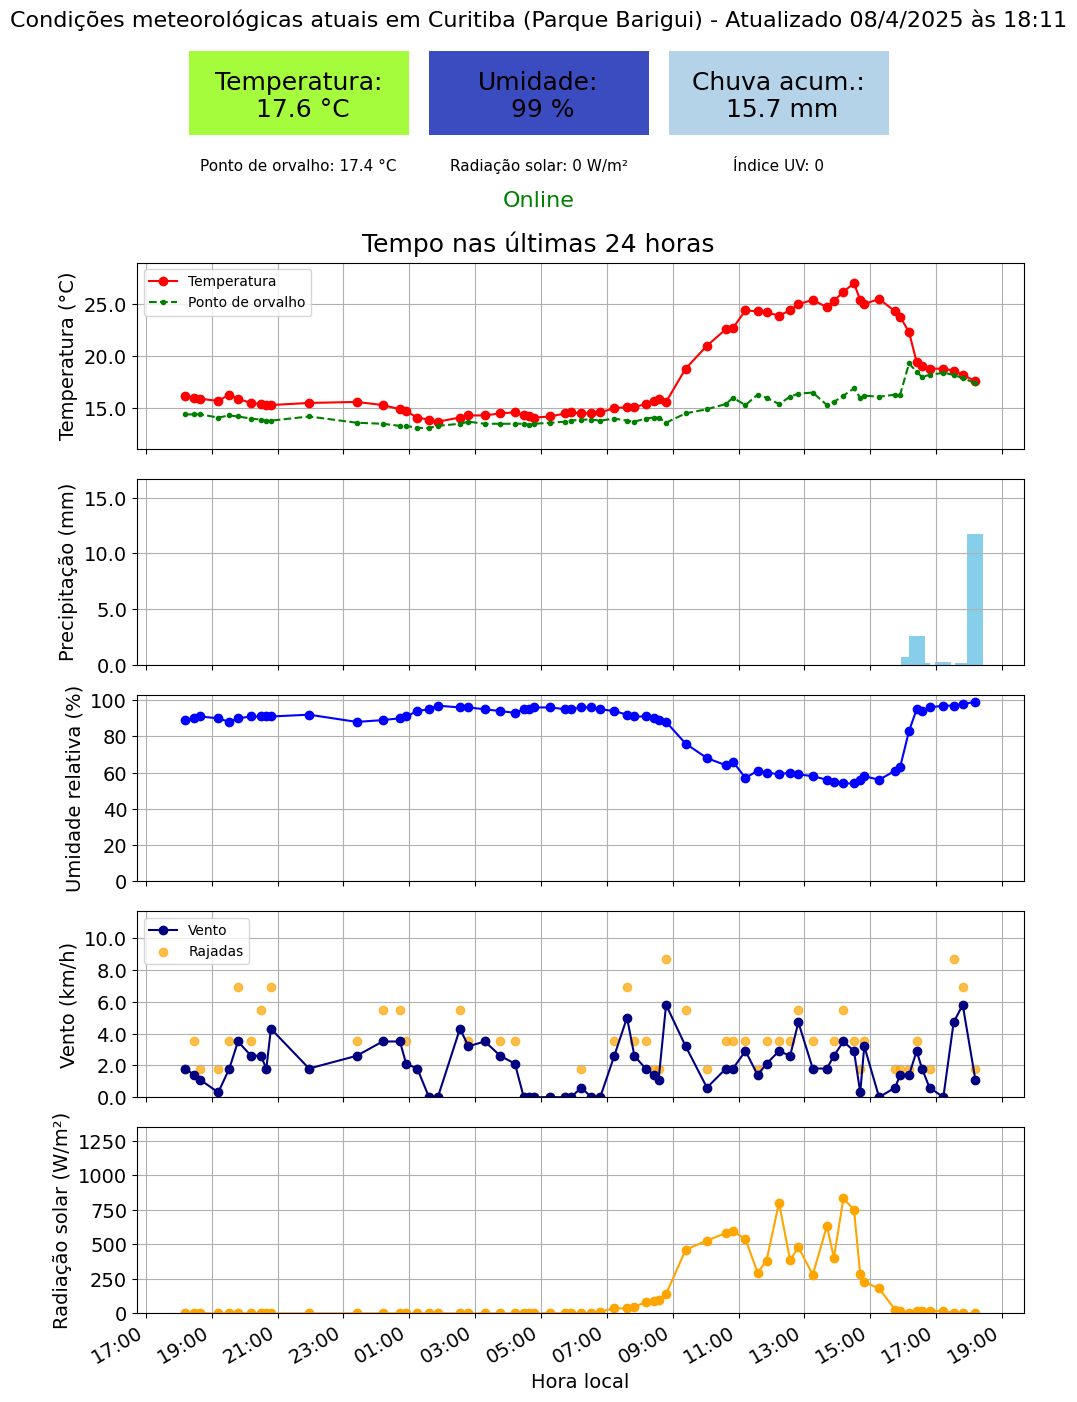 Condições meteorológicas atuais em Curitiba (Parque Barigui) - Atualizado 08/4/2025 às 18:11
Temperatura:
17.6 °C
Umidade:
99 %
Chuva acum.:
15.7 mm
Ponto de orvalho: 17.4 °C
Radiação solar: 0 W/m²
Índice UV: 0
Online
Tempo nas últimas 24 horas
Temperatura (°C)
25.0
20.0
15.0
Temperatura
Ponto de orvalho
Precipitação (mm)
15.0
10.0
5.0
0.0
Umidade relativa (%)
100
80
60
40
20
0
Vento (km/h)
10.0
8.0
6.0
4.0
2.0
0.0
Vento
Rajadas
Radiação solar (W/m²)
1250
1000
750
500
250
0
17:00 19:00 21:00 23:00 01:00 03:00 05:00 07:00 09:00 11:00 13:00 15:00 17:00 19:00
Hora local